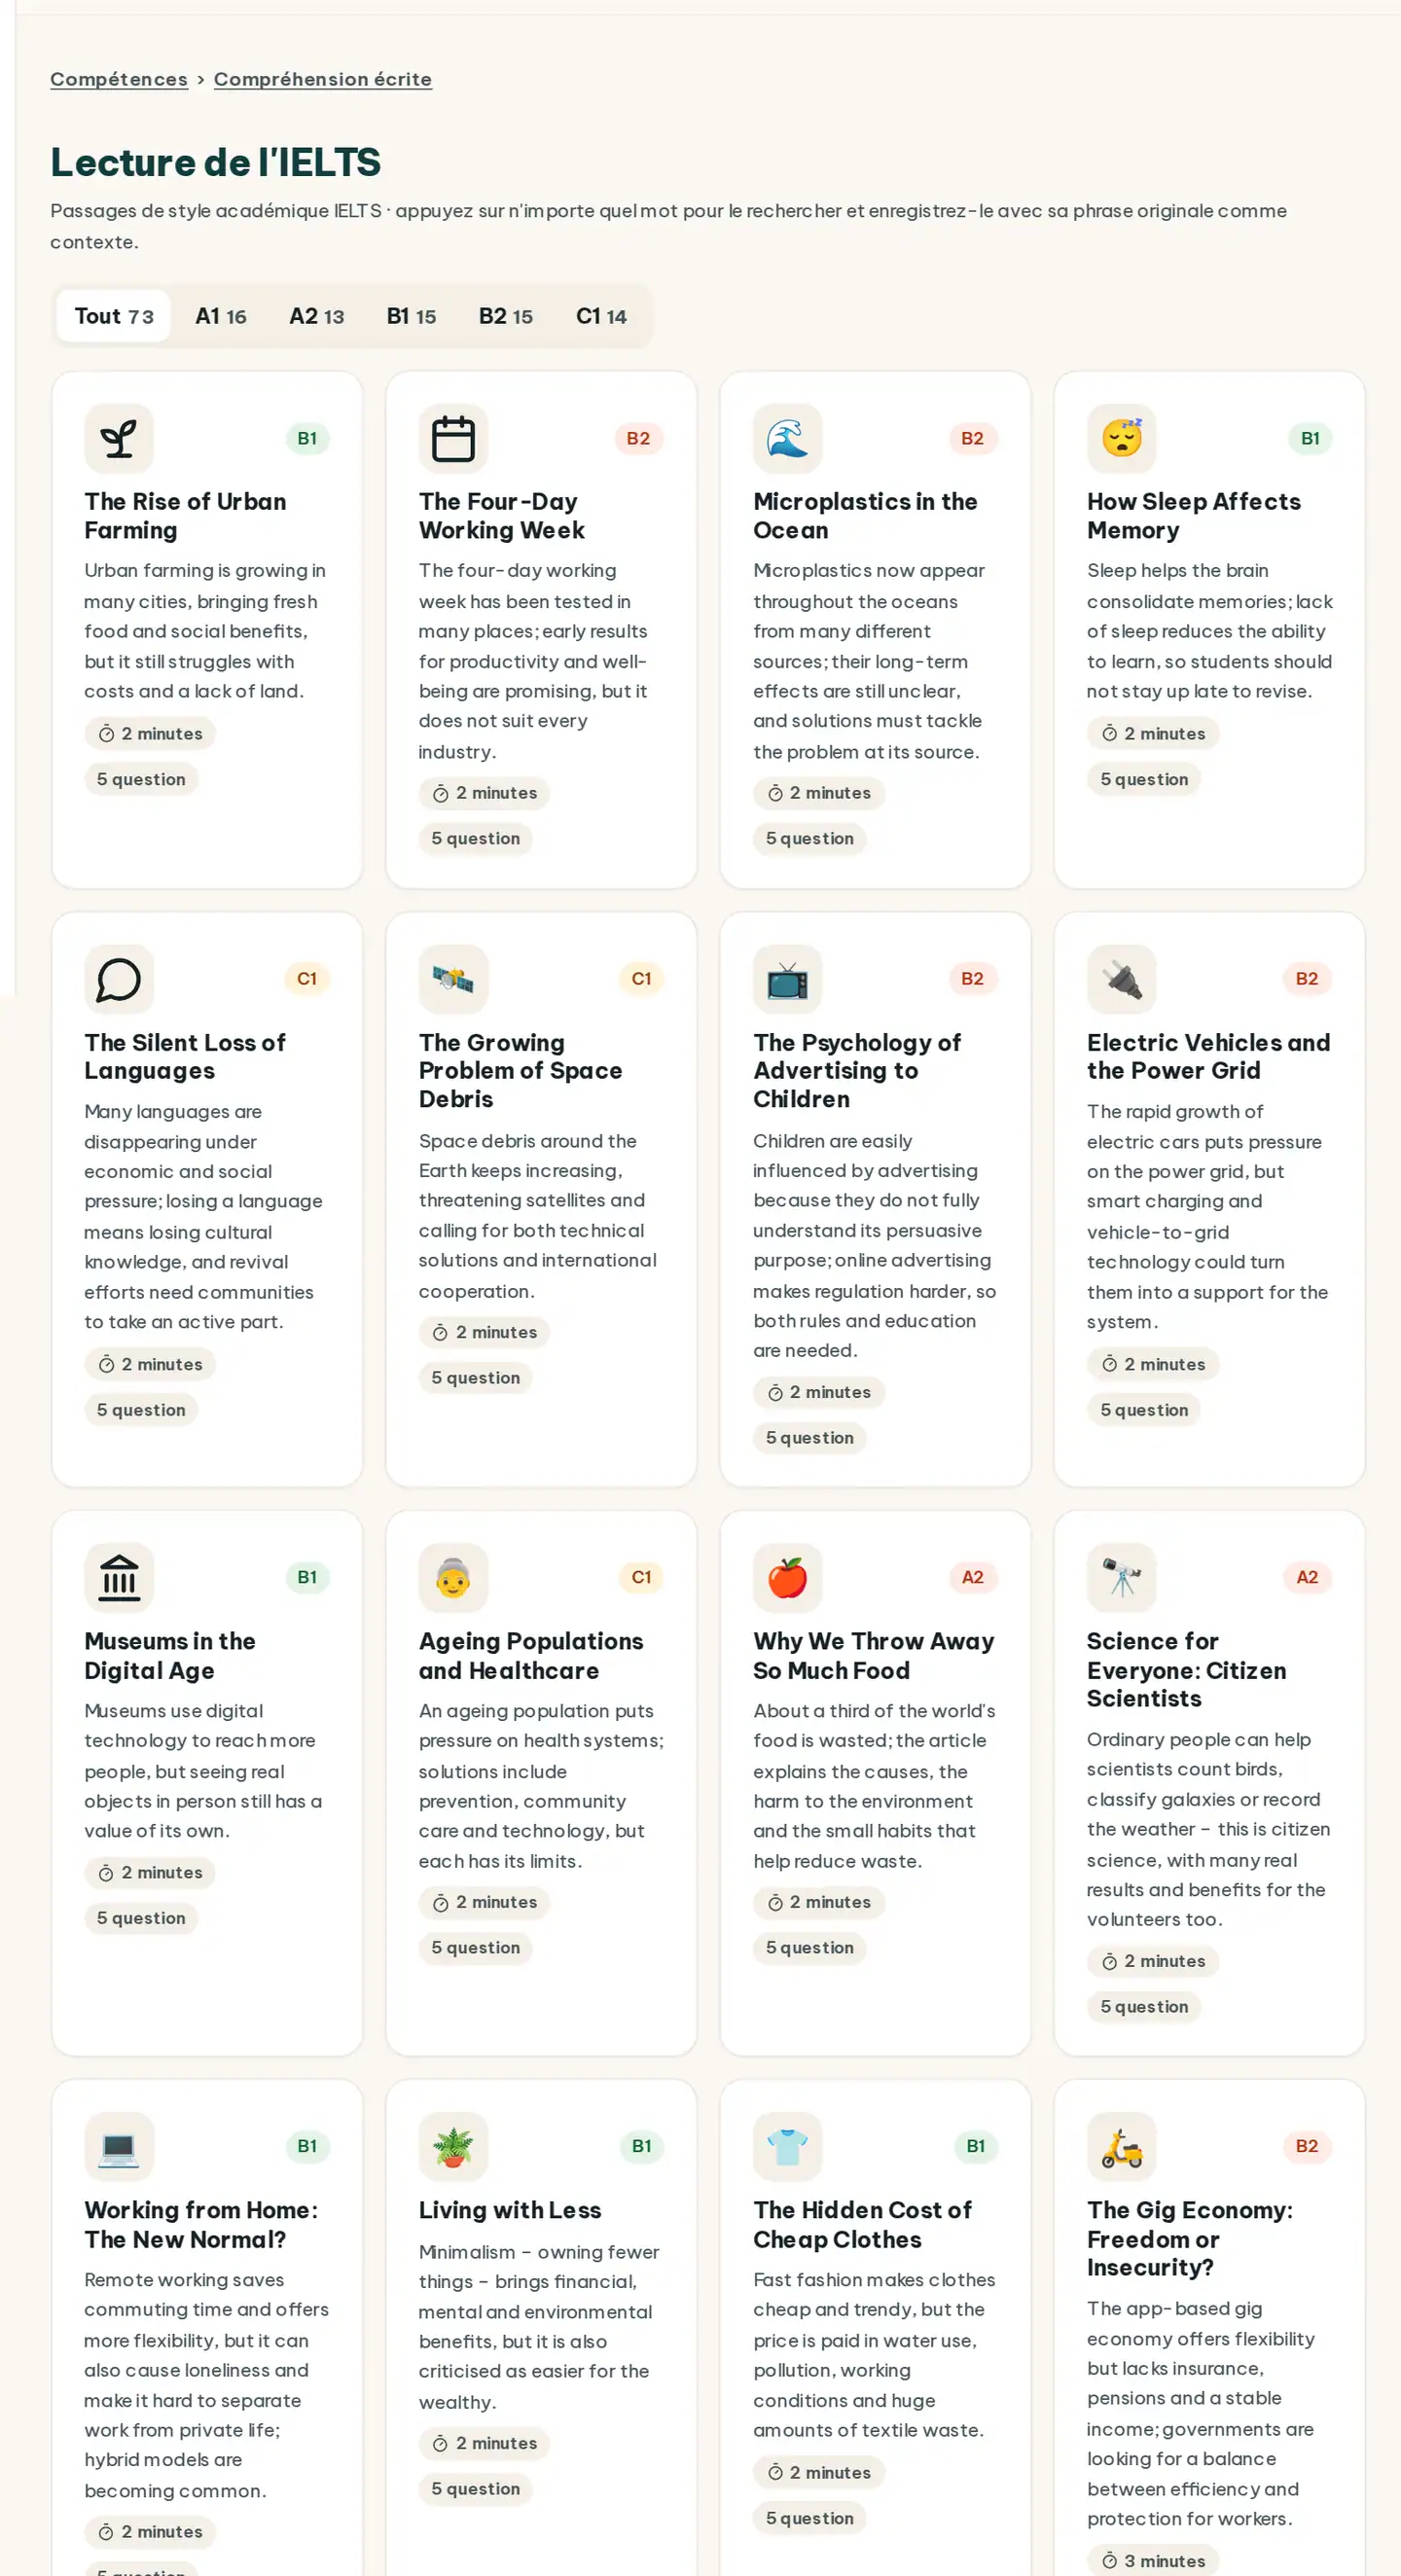 Compétences › Compréhension écrite
Lecture de l'IELTS
Passages de style académique IELTS · appuyez sur n'importe quel mot pour le rechercher et enregistrez-le avec sa phrase originale comme
contexte.
Tout 73 A1 16 A2 13 B1 15 B2 15 C1 14
B1
The Rise of Urban
Farming
Urban farming is growing in
many cities, bringing fresh
food and social benefits,
but it still struggles with
costs and a lack of land.
2 minutes
5 question
B2
The Four-Day
Working Week
The four-day working
week has been tested in
many places; early results
for productivity and well-
being are promising, but it
does not suit every
industry.
2 minutes
5 question
B2
Microplastics in the
Ocean
Microplastics now appear
throughout the oceans
from many different
sources; their long-term
effects are still unclear,
and solutions must tackle
the problem at its source.
2 minutes
5 question
B1
How Sleep Affects
Memory
Sleep helps the brain
consolidate memories; lack
of sleep reduces the ability
to learn, so students should
not stay up late to revise.
2 minutes
5 question
C1
The Silent Loss of
Languages
Many languages are
disappearing under
economic and social
pressure; losing a language
means losing cultural
knowledge, and revival
efforts need communities
to take an active part.
2 minutes
5 question
C1
The Growing
Problem of Space
Debris
Space debris around the
Earth keeps increasing,
threatening satellites and
calling for both technical
solutions and international
cooperation.
2 minutes
5 question
B2
The Psychology of
Advertising to
Children
Children are easily
influenced by advertising
because they do not fully
understand its persuasive
purpose; online advertising
makes regulation harder, so
both rules and education
are needed.
2 minutes
5 question
B2
Electric Vehicles and
the Power Grid
The rapid growth of
electric cars puts pressure
on the power grid, but
smart charging and
vehicle-to-grid
technology could turn
them into a support for the
system.
2 minutes
5 question
B1
Museums in the
Digital Age
Museums use digital
technology to reach more
people, but seeing real
objects in person still has a
value of its own.
2 minutes
5 question
C1
Ageing Populations
and Healthcare
An ageing population puts
pressure on health systems;
solutions include
prevention, community
care and technology, but
each has its limits.
2 minutes
5 question
A2
Why We Throw Away
So Much Food
About a third of the world's
food is wasted; the article
explains the causes, the
harm to the environment
and the small habits that
help reduce waste.
2 minutes
5 question
A2
Science for
Everyone: Citizen
Scientists
Ordinary people can help
scientists count birds,
classify galaxies or record
the weather – this is citizen
science, with many real
results and benefits for the
volunteers too.
2 minutes
5 question
B1
Working from Home:
The New Normal?
Remote working saves
commuting time and offers
more flexibility, but it can
also cause loneliness and
make it hard to separate
work from private life;
hybrid models are
becoming common.
2 minutes
5 question
B1
Living with Less
Minimalism – owning fewer
things – brings financial,
mental and environmental
benefits, but it is also
criticised as easier for the
wealthy.
2 minutes
5 question
B1
The Hidden Cost of
Cheap Clothes
Fast fashion makes clothes
cheap and trendy, but the
price is paid in water use,
pollution, working
conditions and huge
amounts of textile waste.
2 minutes
5 question
B2
The Gig Economy:
Freedom or
Insecurity?
The app-based gig
economy offers flexibility
but lacks insurance,
pensions and a stable
income; governments are
looking for a balance
between efficiency and
protection for workers.
3 minutes